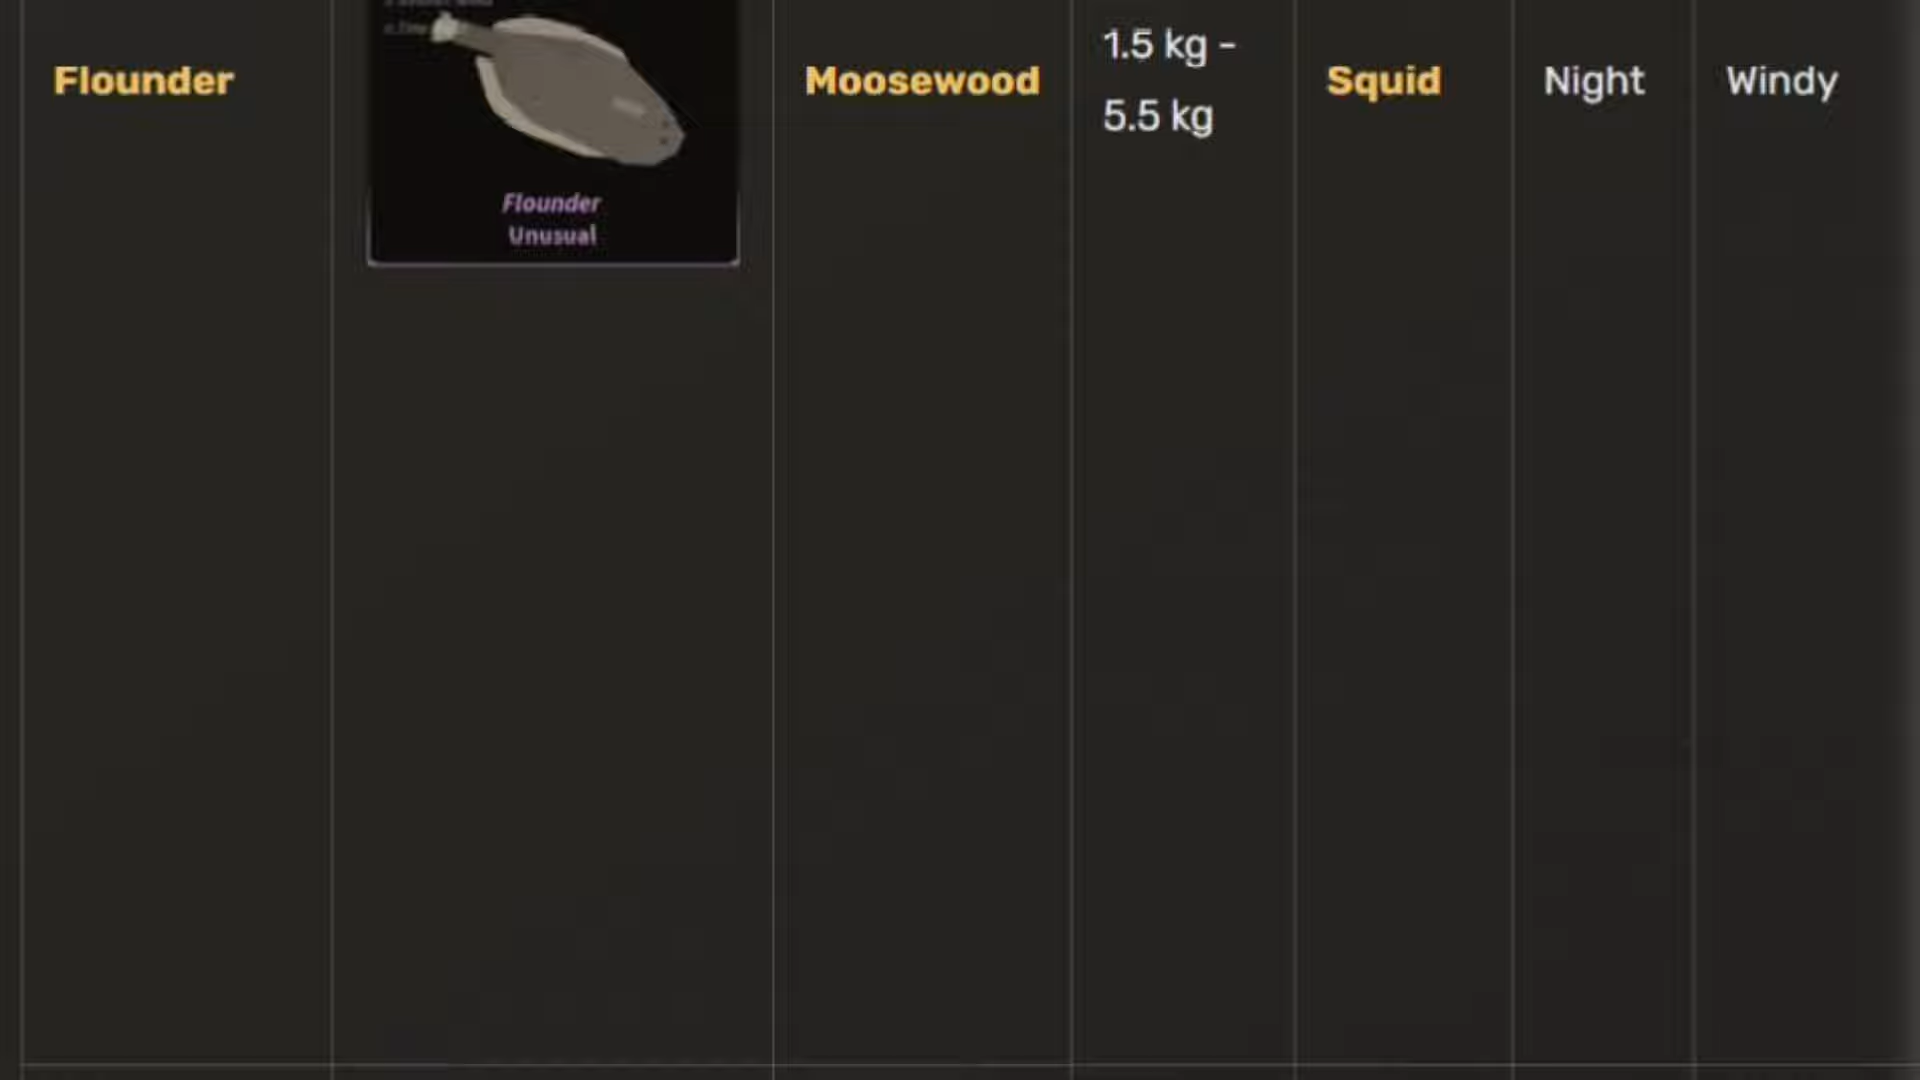 Flounder
Flounder
Unusual
Moosewood
1.5 kg -
5.5 kg
Squid
Night
Windy